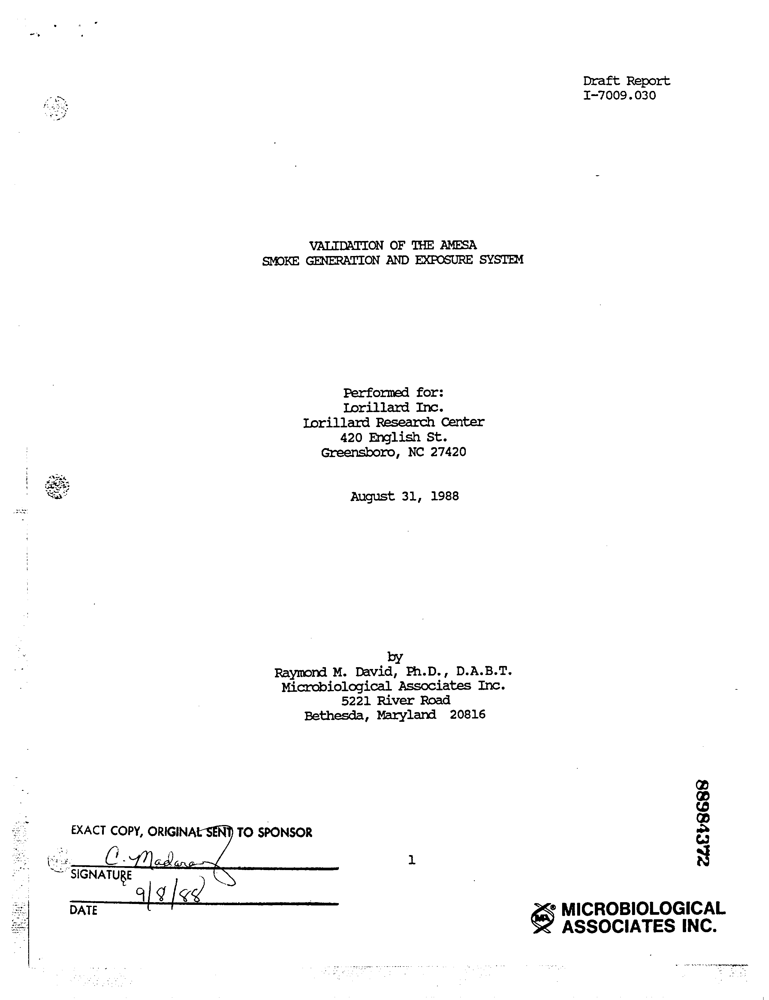 Draft Report
I-7009.030
VALIDATION OF THE AMESA
SMOKE GENERATION AND EXPOSURE SYSTEM
Performed for:
Lorillard Inc.
Lorillard Research Center
420 English St.
Greensboro, NC 27420
August 31, 1988
by
Raymond M. David, Ph.D., D.A.B.T.
Microbiological Associates Inc.
5221 River Road
Bethesda, Maryland 20816
88984372
EXACT COPY, ORIGINAL SENT TO SPONSOR
C. Madaray
SIGNATURE
9/8/88
DATE
1
MA
MICROBIOLOGICAL
ASSOCIATES INC.